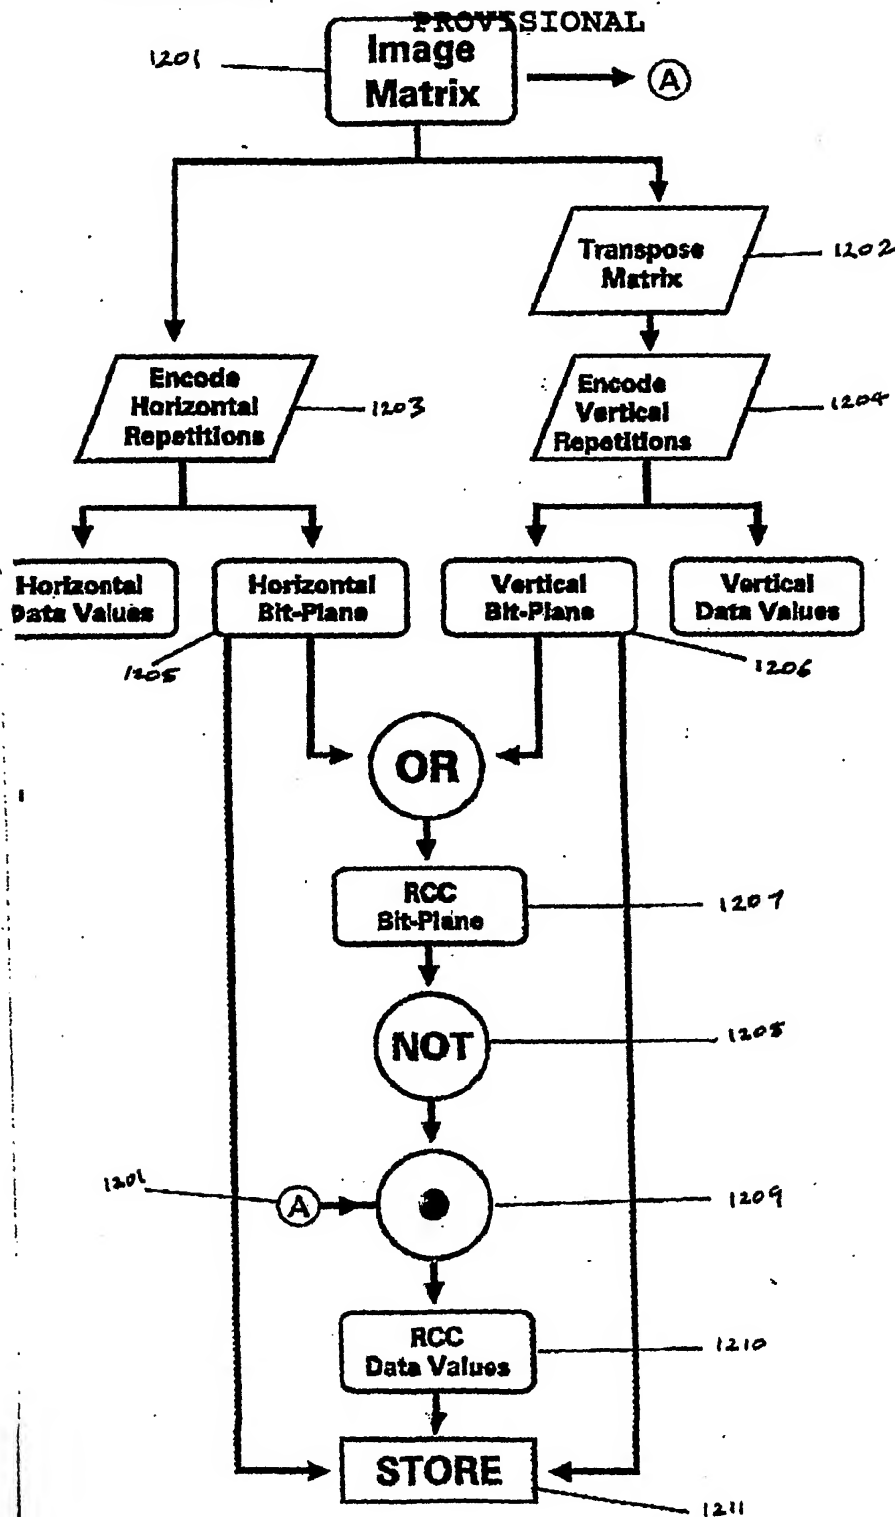 PROVISIONAL
1201
Image
Matrix
A
Transpose
Matrix
1202
Encode
Horizontal
Repetitions
1203
Encode
Vertical
Repetitions
1204
Horizontal
Data Values
Horizontal
Bit-Plane
Vertical
Bit-Plane
Vertical
Data Values
1205
1206
OR
RCC
Bit-Plane
1207
NOT
1208
1201
A
1209
RCC
Data Values
1210
STORE
1211